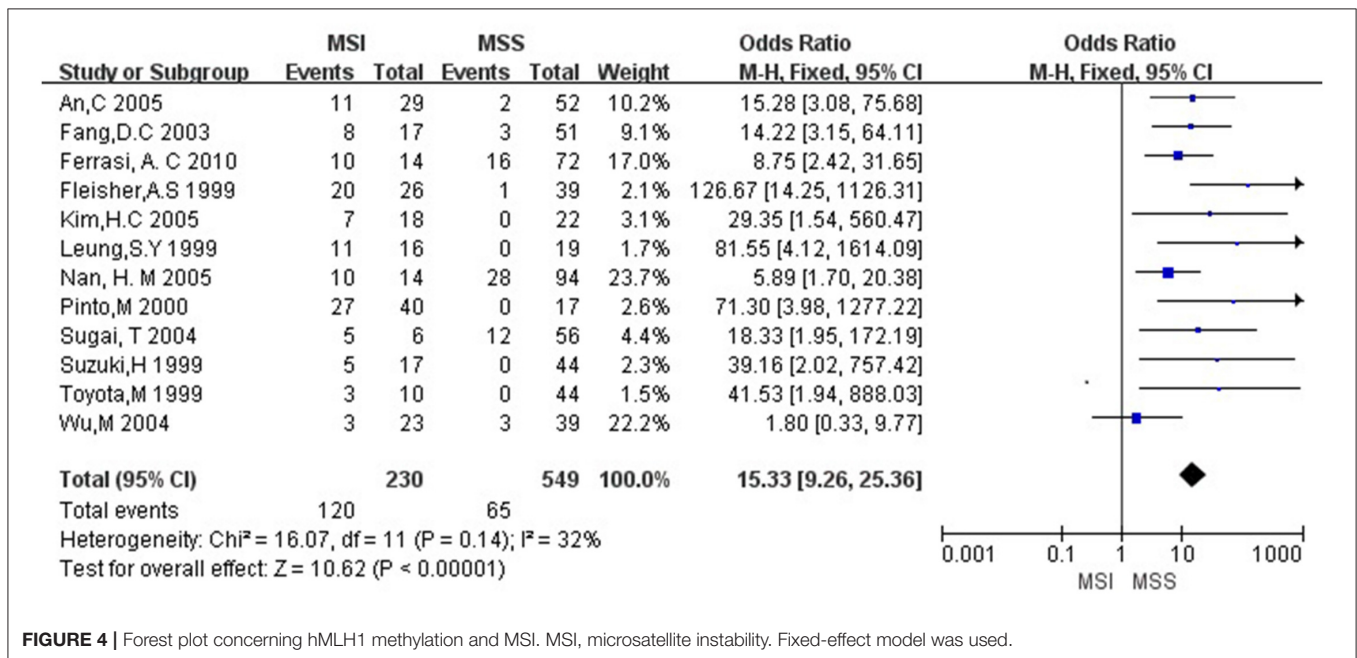 MSI MSS Odds Ratio Odds Ratio
Study or Subgroup Events Total Events Total Weight M-H, Fixed, 95% CI M-H, Fixed, 95% CI
An,C 2005 11 29 2 52 10.2% 15.28 [3.08, 75.68]
Fang,D.C 2003 8 17 3 51 9.1% 14.22 [3.15, 64.11]
Ferrasi, A. C 2010 10 14 16 72 17.0% 8.75 [2.42, 31.65]
Fleisher,A.S 1999 20 26 1 39 2.1% 126.67 [14.25, 1126.31]
Kim,H.C 2005 7 18 0 22 3.1% 29.35 [1.54, 560.47]
Leung,S.Y 1999 11 16 0 19 1.7% 81.55 [4.12, 1614.09]
Nan, H. M 2005 10 14 28 94 23.7% 5.89 [1.70, 20.38]
Pinto,M 2000 27 40 0 17 2.6% 71.30 [3.98, 1277.22]
Sugai, T 2004 5 6 12 56 4.4% 18.33 [1.95, 172.19]
Suzuki,H 1999 5 17 0 44 2.3% 39.16 [2.02, 757.42]
Toyota,M 1999 3 10 0 44 1.5% 41.53 [1.94, 888.03]
Wu,M 2004 3 23 3 39 22.2% 1.80 [0.33, 9.77]
Total (95% CI) 230 549 100.0% 15.33 [9.26, 25.36]
Total events 120 65
Heterogeneity: Chi² = 16.07, df = 11 (P = 0.14); I² = 32%
Test for overall effect: Z = 10.62 (P < 0.00001)
0.001 0.1 1 10 1000
MSI MSS
FIGURE 4 | Forest plot concerning hMLH1 methylation and MSI. MSI, microsatellite instability. Fixed-effect model was used.